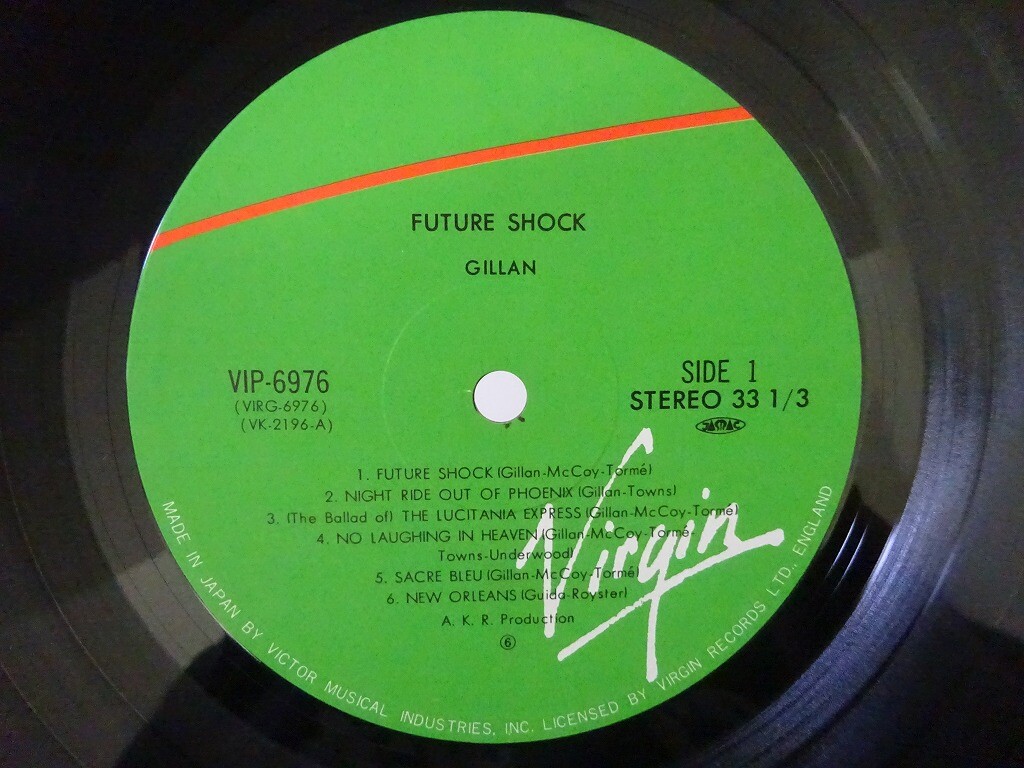 FUTURE SHOCK
GILLAN
VIP-6976
(VIRG-6976)
(VK-2196-A)
SIDE 1
STEREO 33 1/3
JASRAC
1. FUTURE SHOCK (Gillan-McCoy-Tormé)
2. NIGHT RIDE OUT OF PHOENIX (Gillan-Towns)
3. (The Ballad of) THE LUCITANIA EXPRESS (Gillan-McCoy-Tormé)
4. NO LAUGHING IN HEAVEN (Gillan-McCoy-Tormé-
Towns-Underwood)
5. SACRE BLEU (Gillan-McCoy-Tormé)
6. NEW ORLEANS (Guida-Royster)
A. K. R. Production
⑥
Virgin
MADE IN JAPAN BY VICTOR MUSICAL INDUSTRIES, INC. LICENSED BY VIRGIN RECORDS LTD., ENGLAND